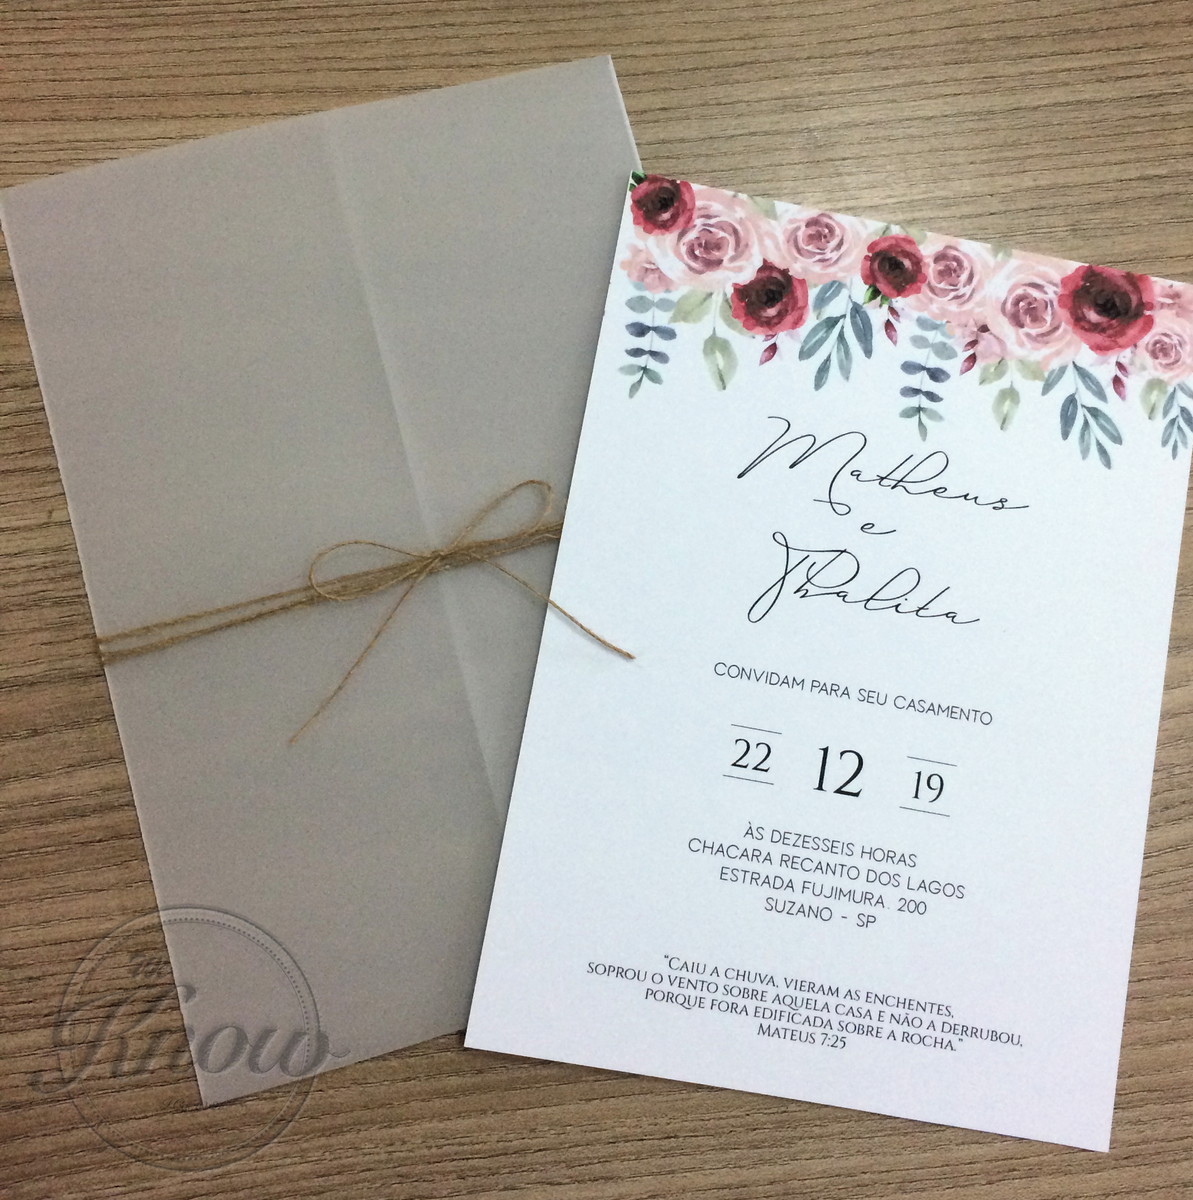 Matheus
e
Thalita
CONVIDAM PARA SEU CASAMENTO
22 12 19
ÀS DEZESSEIS HORAS
CHACARA RECANTO DOS LAGOS
ESTRADA FUJIMURA, 200
SUZANO - SP
"CAIU A CHUVA, VIERAM AS ENCHENTES,
SOPROU O VENTO SOBRE AQUELA CASA E NÃO A DERRUBOU,
PORQUE FORA EDIFICADA SOBRE A ROCHA."
MATEUS 7:25
Know